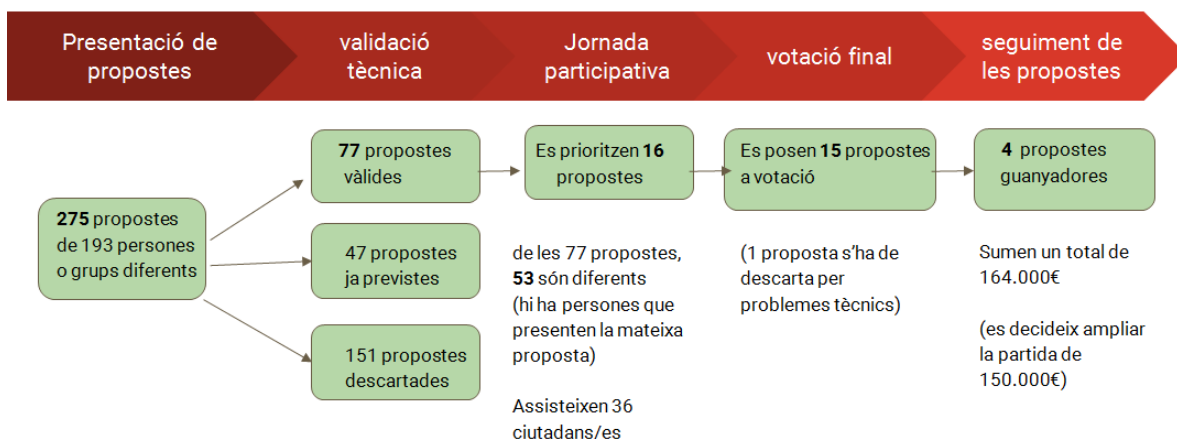 Presentació de
propostes
validació
tècnica
Jornada
participativa
votació final
seguiment de
les propostes
275 propostes
de 193 persones
o grups diferents
77 propostes
vàlides
47 propostes
ja previstes
151 propostes
descartades
Es prioritzen 16
propostes
de les 77 propostes,
53 són diferents
(hi ha persones que
presenten la mateixa
proposta)
Assisteixen 36
ciutadans/es
Es posen 15 propostes
a votació
(1 proposta s'ha de
descarta per
problemes tècnics)
4 propostes
guanyadores
Sumen un total de
164.000€
(es decideix ampliar
la partida de
150.000€)